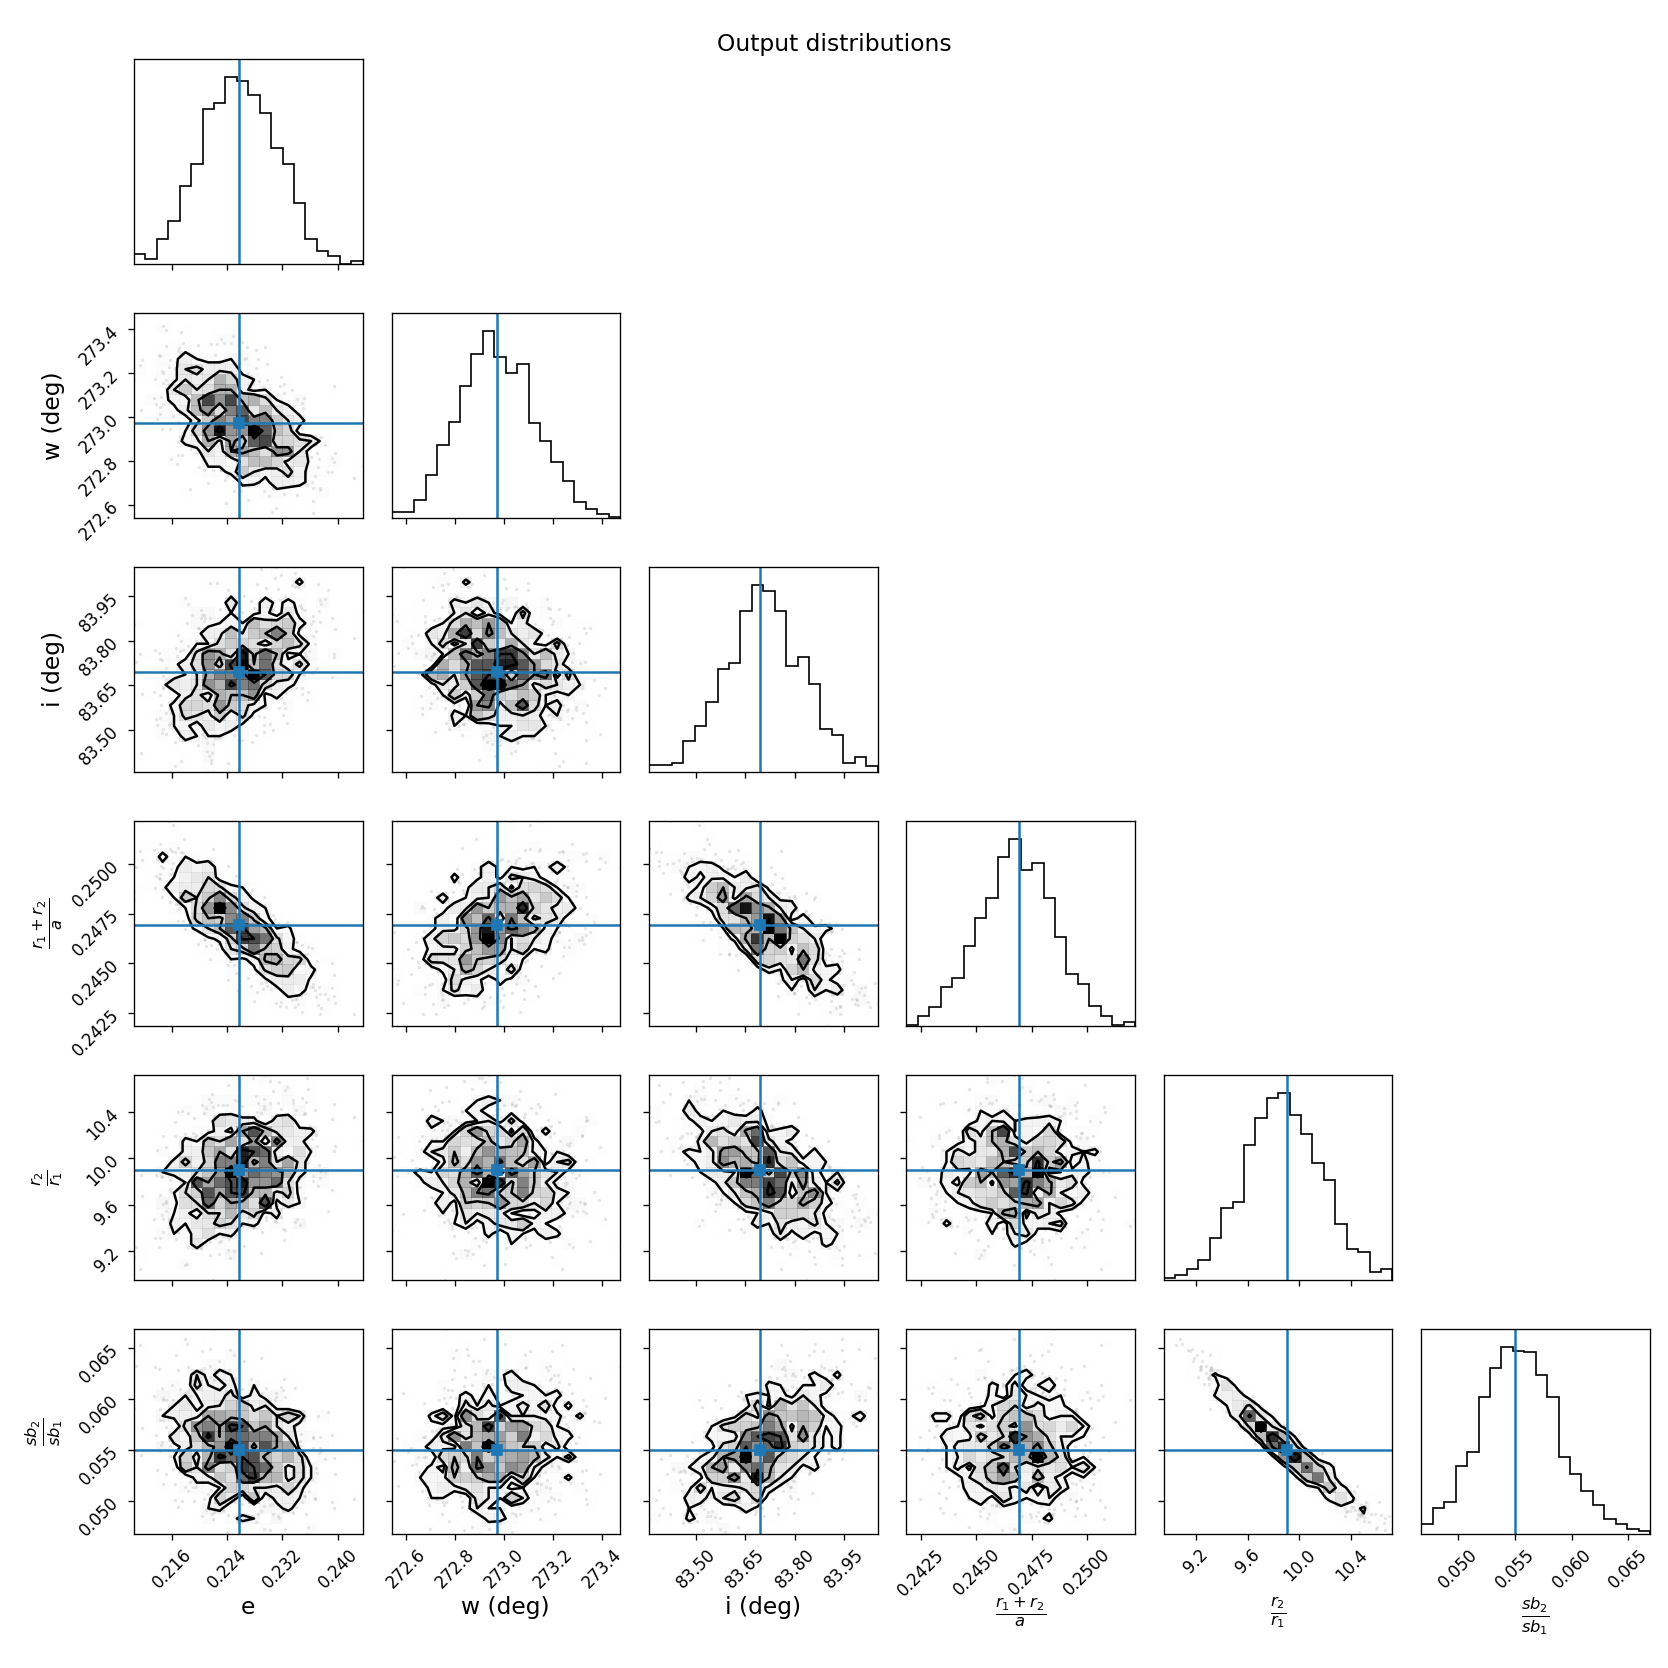 Output distributions
w (deg)
273.4
273.2
273.0
272.8
272.6
i (deg)
83.95
83.80
83.65
83.50
r₁ + r₂
a
0.2500
0.2475
0.2450
0.2425
r₂
r₁
10.4
10.0
9.6
9.2
sb₂
sb₁
0.065
0.060
0.055
0.050
0.216 0.224 0.232 0.240 272.6 272.8 273.0 273.2 273.4 83.50 83.65 83.80 83.95 0.2425 0.2450 0.2475 0.2500 9.2 9.6 10.0 10.4 0.050 0.055 0.060 0.065
e w (deg) i (deg) r₁ + r₂ r₂ sb₂
a r₁ sb₁